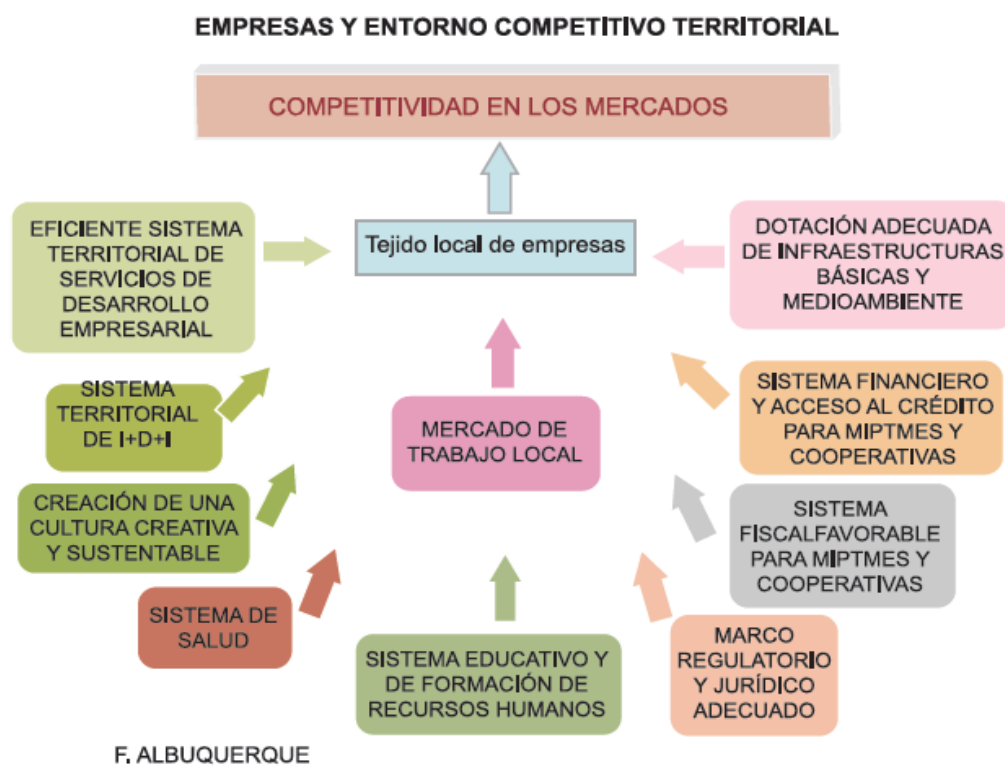 EMPRESAS Y ENTORNO COMPETITIVO TERRITORIAL
COMPETITIVIDAD EN LOS MERCADOS
Tejido local de empresas
EFICIENTE SISTEMA
TERRITORIAL DE
SERVICIOS DE
DESARROLLO
EMPRESARIAL
DOTACIÓN ADECUADA
DE INFRAESTRUCTURAS
BÁSICAS Y
MEDIOAMBIENTE
SISTEMA
TERRITORIAL
DE I+D+I
MERCADO DE
TRABAJO LOCAL
SISTEMA FINANCIERO
Y ACCESO AL CRÉDITO
PARA MIPTMES Y
COOPERATIVAS
CREACIÓN DE UNA
CULTURA CREATIVA
Y SUSTENTABLE
SISTEMA
FISCALFAVORABLE
PARA MIPTMES Y
COOPERATIVAS
SISTEMA DE
SALUD
SISTEMA EDUCATIVO Y
DE FORMACIÓN DE
RECURSOS HUMANOS
MARCO
REGULATORIO
Y JURÍDICO
ADECUADO
F. ALBUQUERQUE